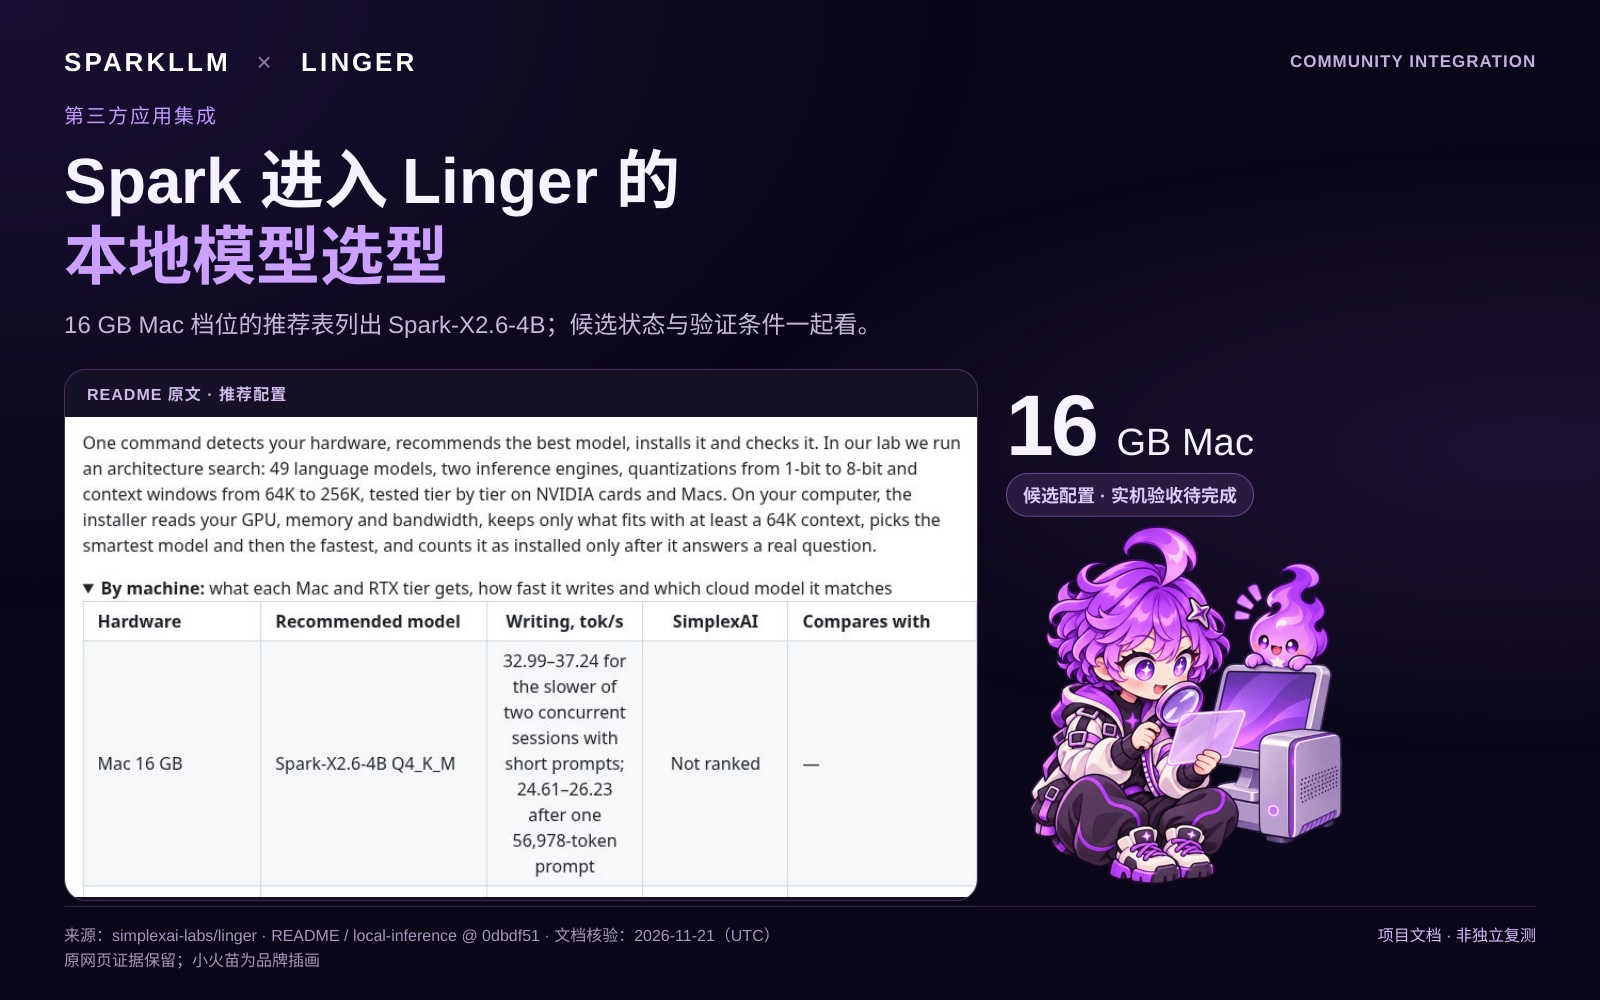 SPARKLLM × LINGER
COMMUNITY INTEGRATION
第三方应用集成
Spark 进入 Linger 的
本地模型选型
16 GB Mac 档位的推荐表列出 Spark-X2.6-4B；候选状态与验证条件一起看。
README 原文 · 推荐配置
One command detects your hardware, recommends the best model, installs it and checks it. In our lab we run
an architecture search: 49 language models, two inference engines, quantizations from 1-bit to 8-bit and
context windows from 64K to 256K, tested tier by tier on NVIDIA cards and Macs. On your computer, the
installer reads your GPU, memory and bandwidth, keeps only what fits with at least a 64K context, picks the
smartest model and then the fastest, and counts it as installed only after it answers a real question.
▼ By machine: what each Mac and RTX tier gets, how fast it writes and which cloud model it matches
Hardware Recommended model Writing, tok/s SimplexAI Compares with
Mac 16 GB
Spark-X2.6-4B Q4_K_M
32.99–37.24 for
the slower of
two concurrent
sessions with
short prompts;
24.61–26.23
after one
56,978-token
prompt
Not ranked
—
16 GB Mac
候选配置 · 实机验收待完成
来源：simplexai-labs/linger · README / local-inference @ 0dbdf51 · 文档核验：2026-11-21（UTC）
原网页证据保留；小火苗为品牌插画
项目文档 · 非独立复测